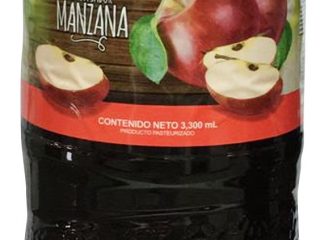 MANZANA
CONTENIDO NETO 3,300 mL
PRODUCTO PASTEURIZADO